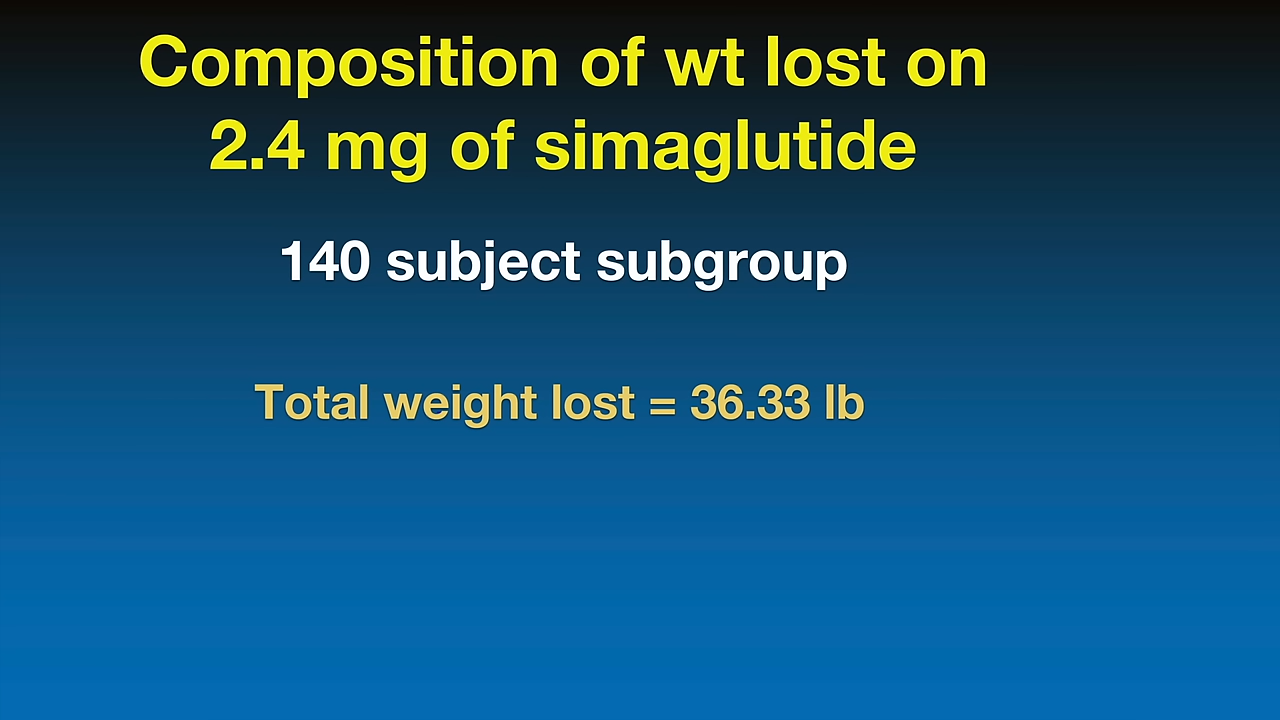 Composition of wt lost on
2.4 mg of simaglutide
140 subject subgroup
Total weight lost = 36.33 lb